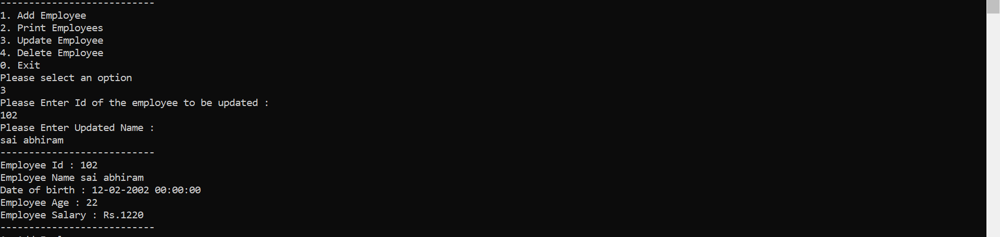 ---------------------------
1. Add Employee
2. Print Employees
3. Update Employee
4. Delete Employee
0. Exit
Please select an option
3
Please Enter Id of the employee to be updated :
102
Please Enter Updated Name :
sai abhiram
---------------------------
Employee Id : 102
Employee Name sai abhiram
Date of birth : 12-02-2002 00:00:00
Employee Age : 22
Employee Salary : Rs.1220
---------------------------